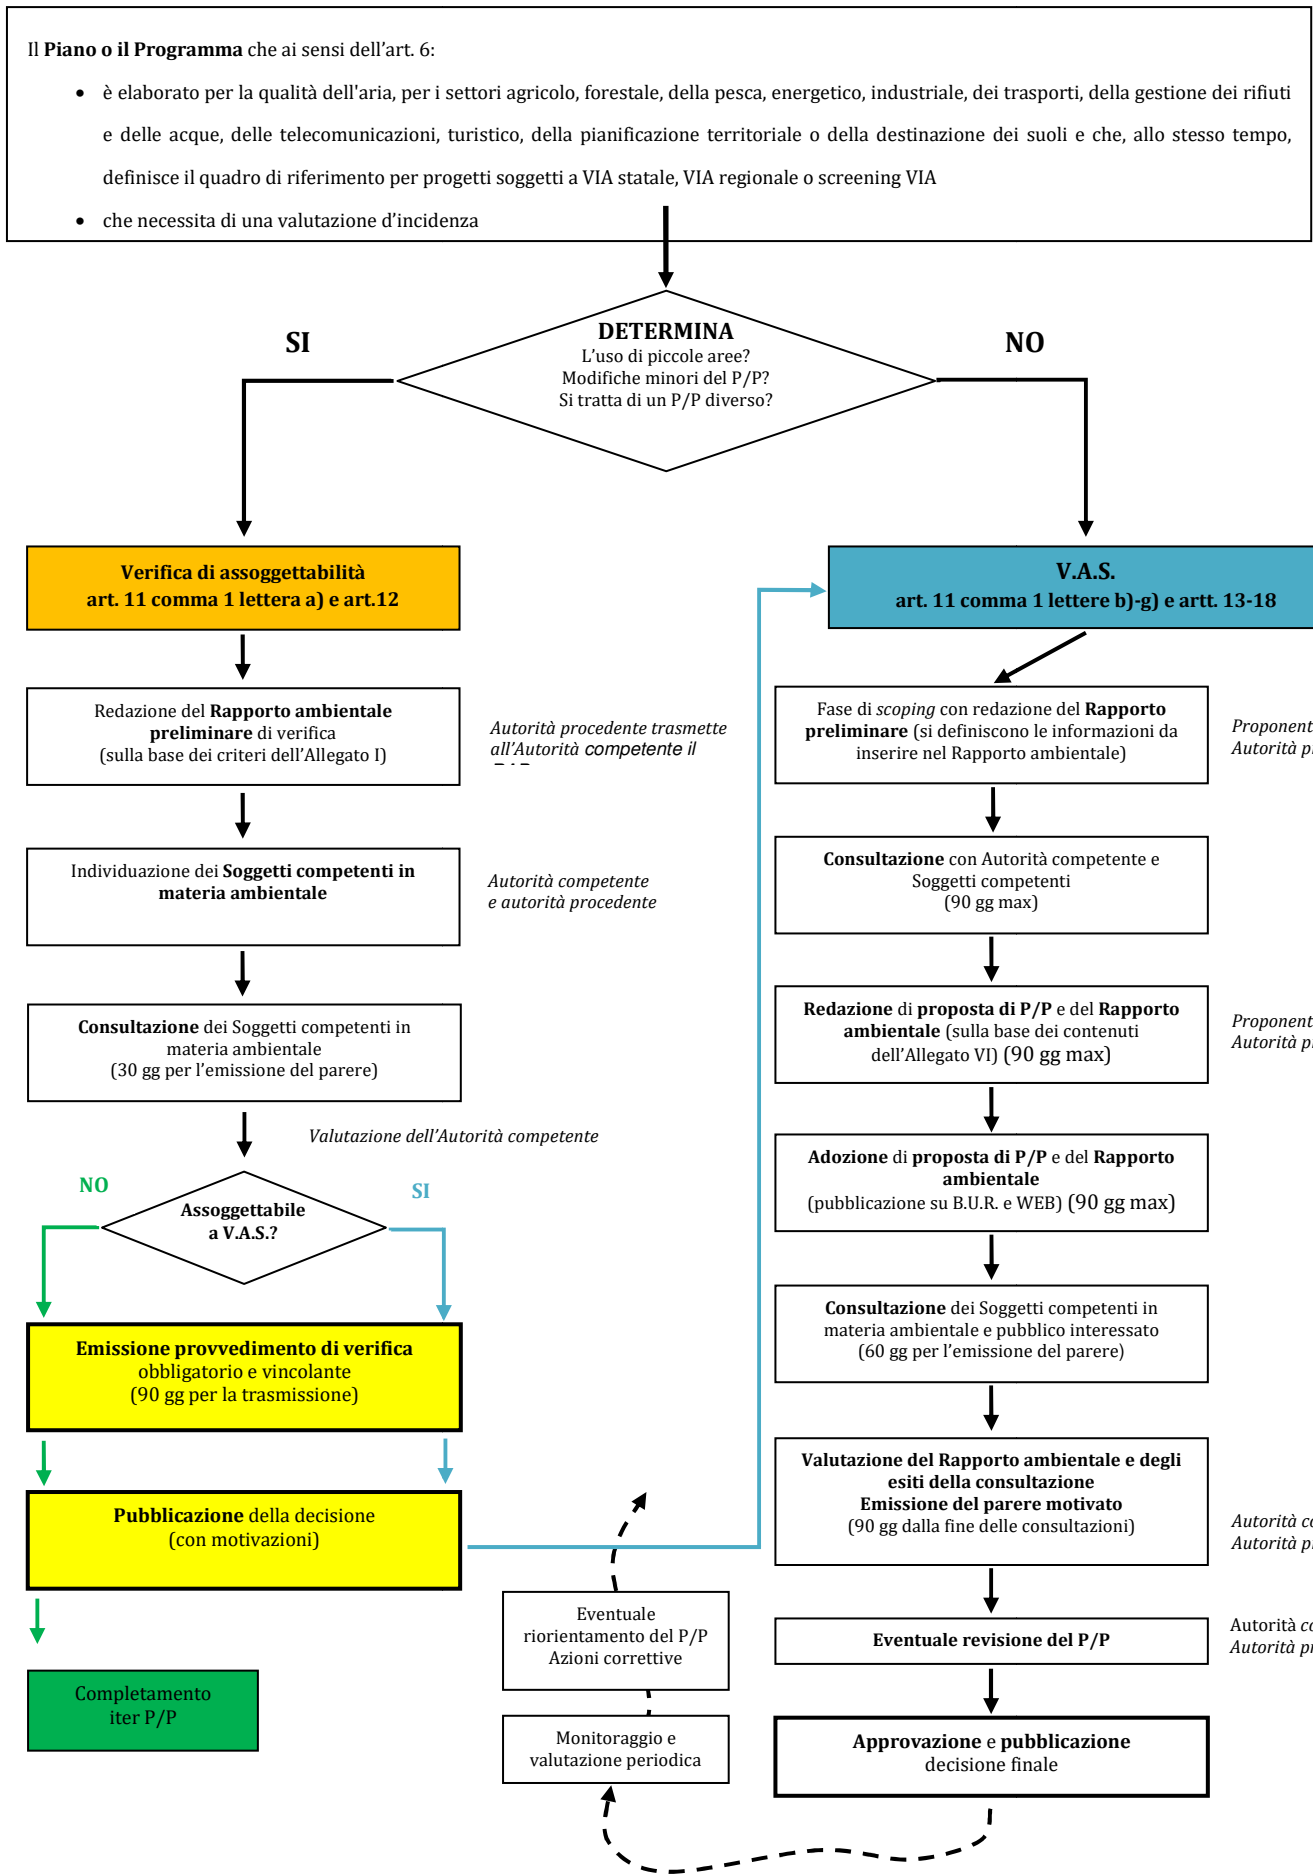 Il Piano o il Programma che ai sensi dell'art. 6:
• è elaborato per la qualità dell'aria, per i settori agricolo, forestale, della pesca, energetico, industriale, dei trasporti, della gestione dei rifiuti
e delle acque, delle telecomunicazioni, turistico, della pianificazione territoriale o della destinazione dei suoli e che, allo stesso tempo,
definisce il quadro di riferimento per progetti soggetti a VIA statale, VIA regionale o screening VIA
• che necessita di una valutazione d'incidenza
DETERMINA
L'uso di piccole aree?
Modifiche minori del P/P?
Si tratta di un P/P diverso?
SI
NO
Verifica di assoggettabilità
art. 11 comma 1 lettera a) e art.12
Redazione del Rapporto ambientale
preliminare di verifica
(sulla base dei criteri dell'Allegato I)
Autorità procedente trasmette
all'Autorità competente il
Individuazione dei Soggetti competenti in
materia ambientale
Autorità competente
e autorità procedente
Consultazione dei Soggetti competenti in
materia ambientale
(30 gg per l'emissione del parere)
Valutazione dell'Autorità competente
NO
SI
Assoggettabile
a V.A.S.?
Emissione provvedimento di verifica
obbligatorio e vincolante
(90 gg per la trasmissione)
Pubblicazione della decisione
(con motivazioni)
Completamento
iter P/P
V.A.S.
art. 11 comma 1 lettere b)-g) e artt. 13-18
Fase di scoping con redazione del Rapporto
preliminare (si definiscono le informazioni da
inserire nel Rapporto ambientale)
Proponent
Autorità p
Consultazione con Autorità competente e
Soggetti competenti
(90 gg max)
Redazione di proposta di P/P e del Rapporto
ambientale (sulla base dei contenuti
dell'Allegato VI) (90 gg max)
Proponent
Autorità p
Adozione di proposta di P/P e del Rapporto
ambientale
(pubblicazione su B.U.R. e WEB) (90 gg max)
Consultazione dei Soggetti competenti in
materia ambientale e pubblico interessato
(60 gg per l'emissione del parere)
Valutazione del Rapporto ambientale e degli
esiti della consultazione
Emissione del parere motivato
(90 gg dalla fine delle consultazioni)
Autorità c
Autorità p
Eventuale revisione del P/P
Autorità c
Autorità p
Approvazione e pubblicazione
decisione finale
Eventuale
riorientamento del P/P
Azioni correttive
Monitoraggio e
valutazione periodica